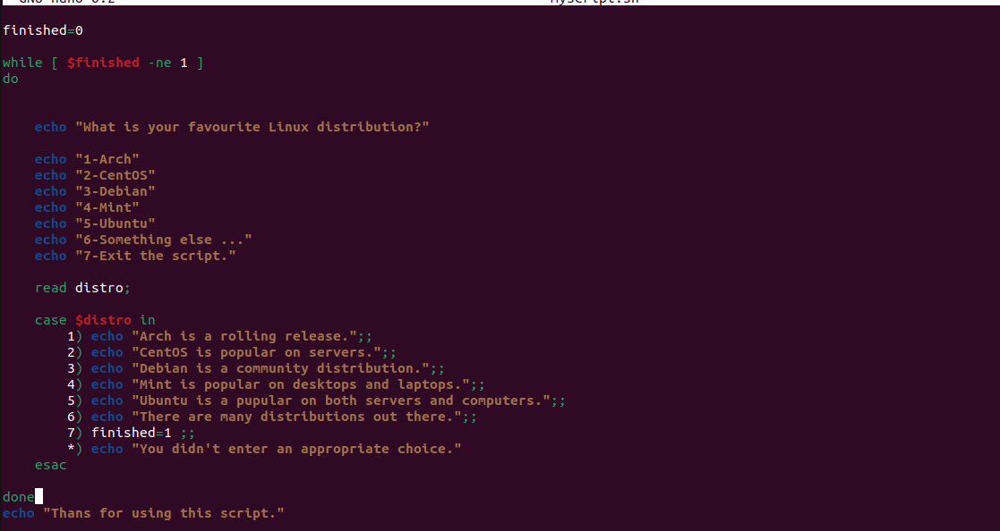 GNU nano 6.2 myscript.sh
finished=0
while [ $finished -ne 1 ]
do
echo "What is your favourite Linux distribution?"
echo "1-Arch"
echo "2-CentOS"
echo "3-Debian"
echo "4-Mint"
echo "5-Ubuntu"
echo "6-Something else ..."
echo "7-Exit the script."
read distro;
case $distro in
1) echo "Arch is a rolling release.";;
2) echo "CentOS is popular on servers.";;
3) echo "Debian is a community distribution.";;
4) echo "Mint is popular on desktops and laptops.";;
5) echo "Ubuntu is a pupular on both servers and computers.";;
6) echo "There are many distributions out there.";;
7) finished=1 ;;
*) echo "You didn't enter an appropriate choice."
esac
done
echo "Thans for using this script."